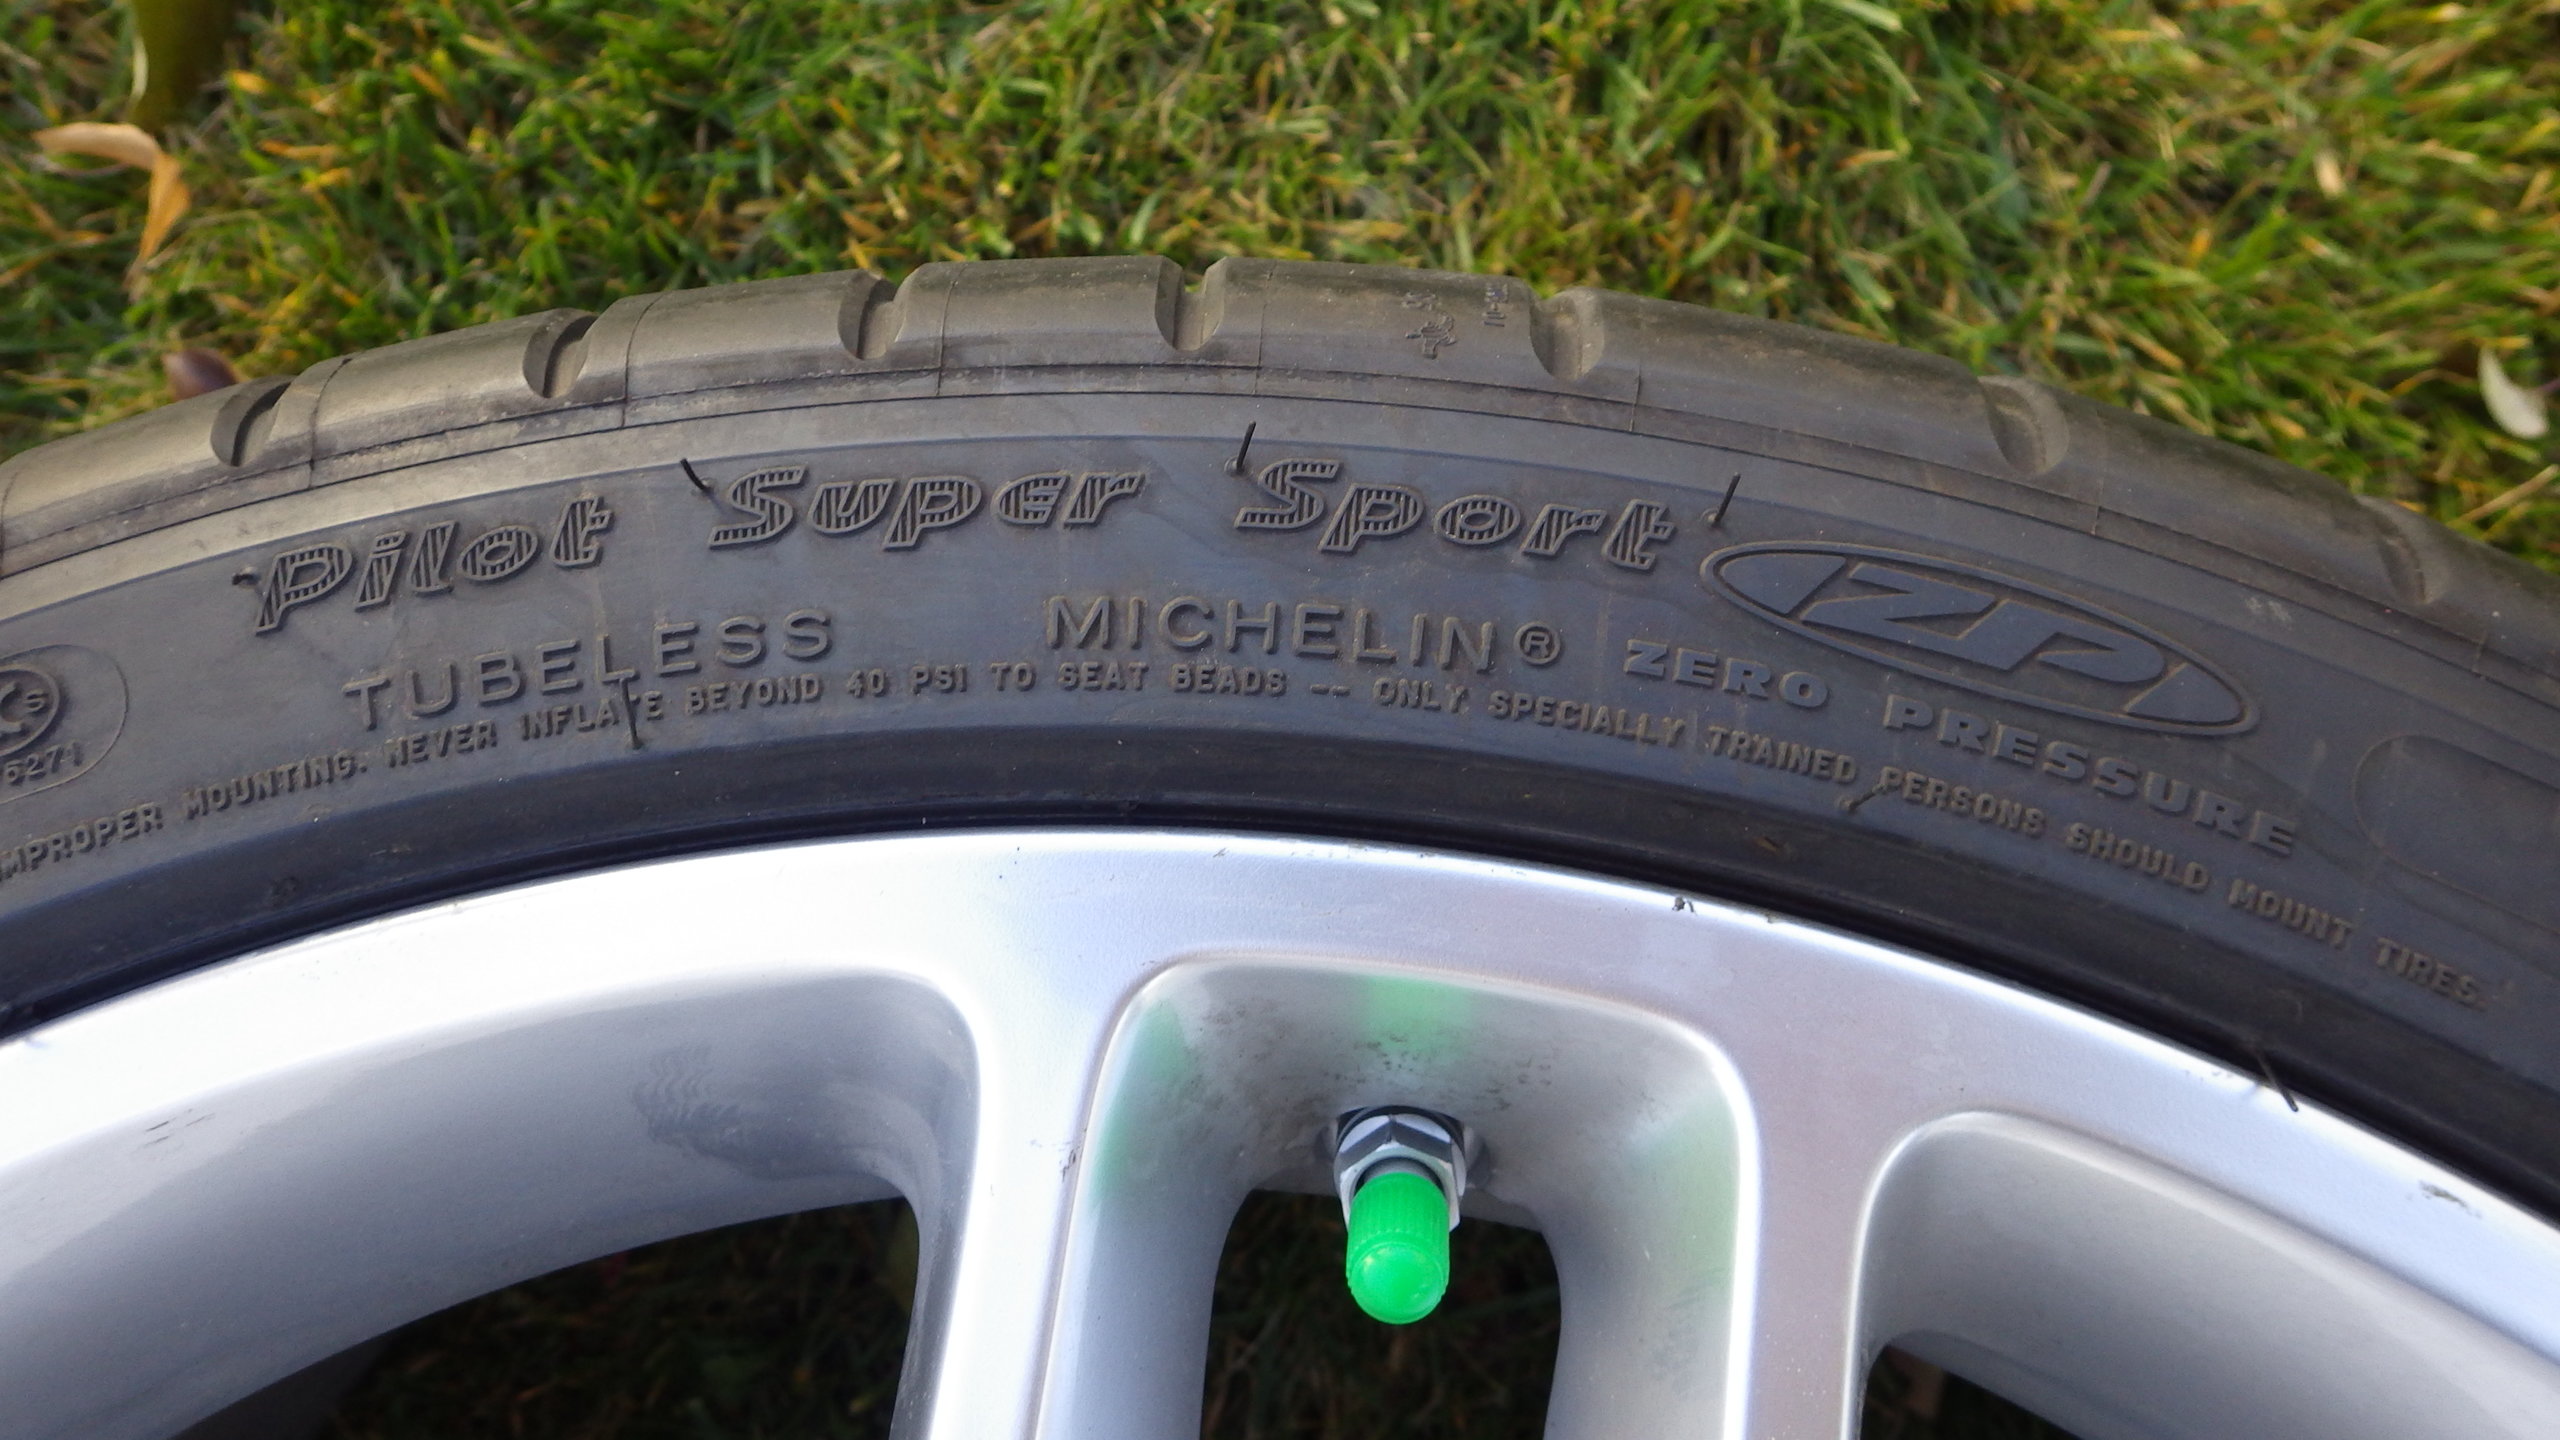 Pilot Super Sport
ZP
TUBELESS MICHELIN® ZERO PRESSURE
MOUNTING. NEVER INFLATE BEYOND 40 PSI TO SEAT BEADS -- ONLY SPECIALLY TRAINED PERSONS SHOULD MOUNT TIRES.